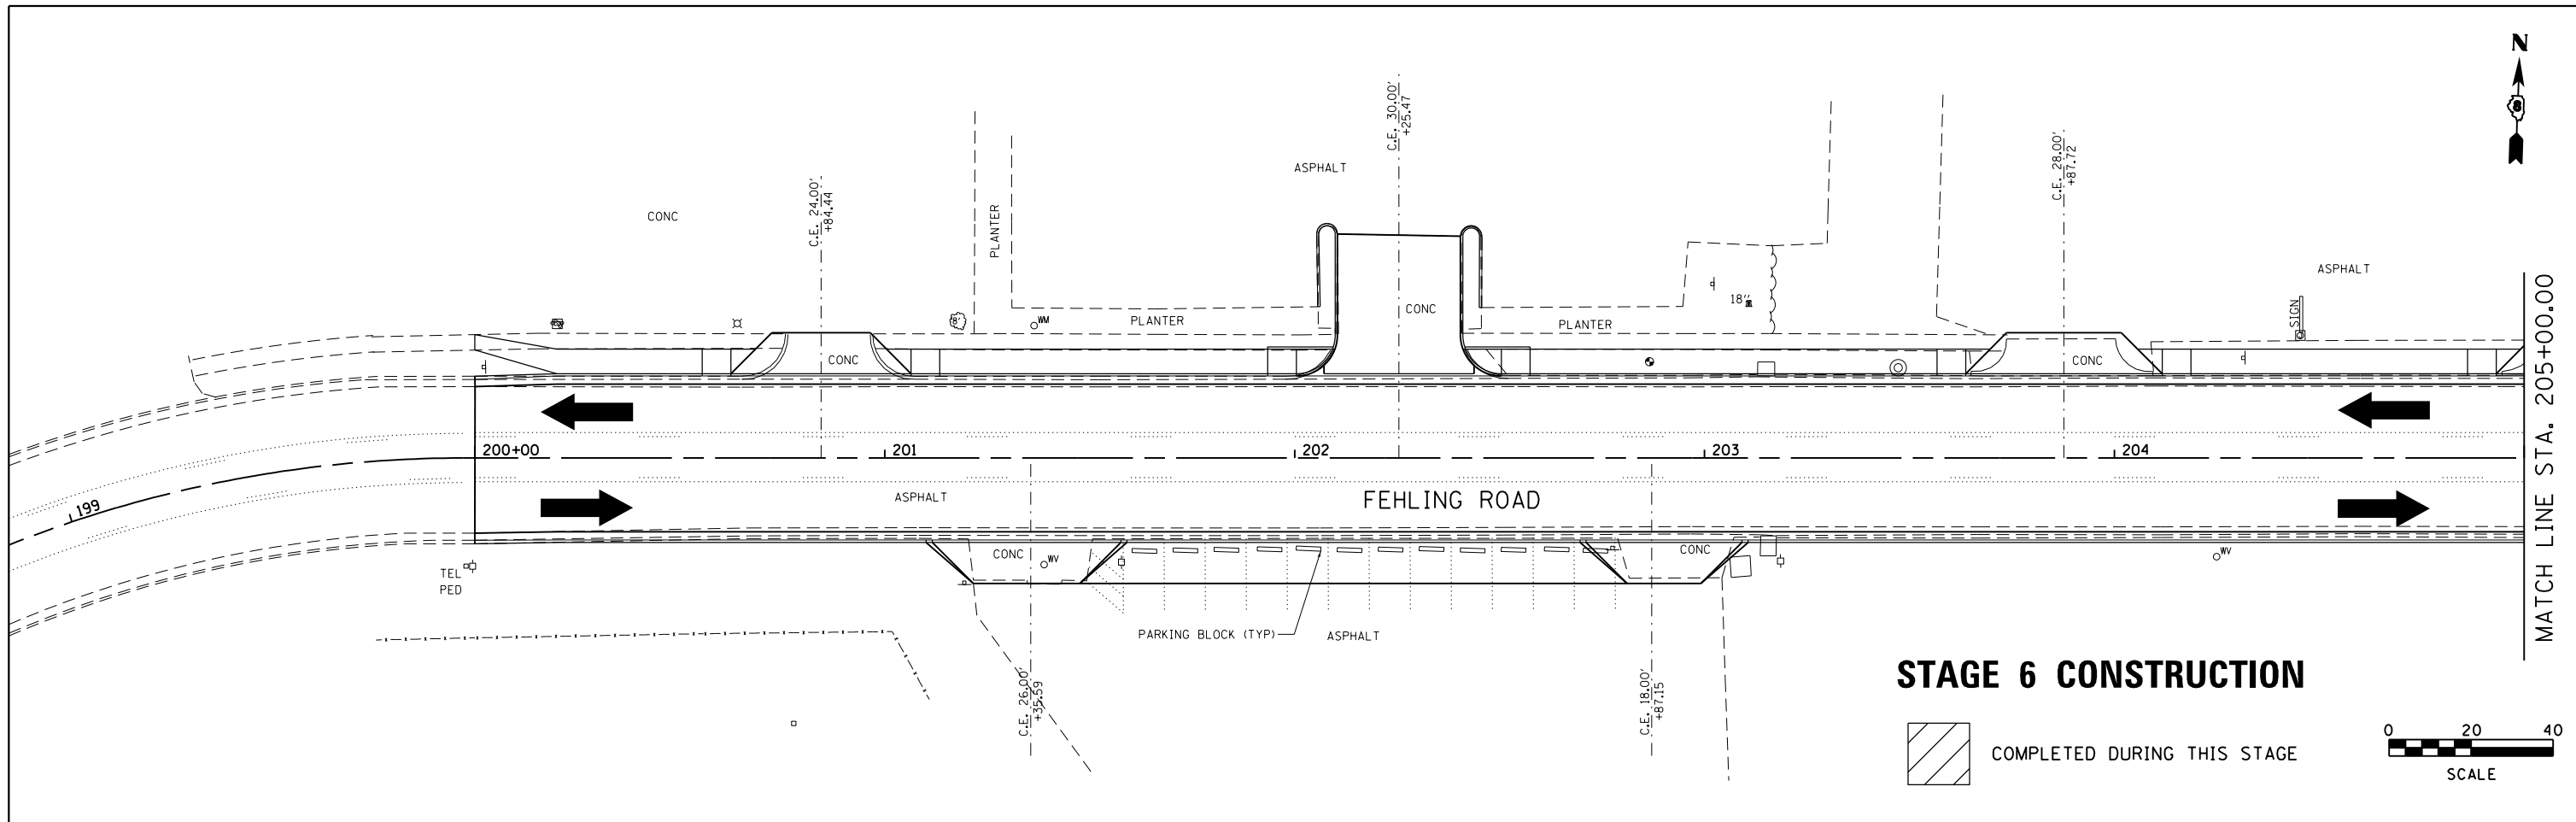 N
8
C.E. 30.00'
+25.47
C.E. 28.00'
+87.72
ASPHALT
C.E. 24.00'
+84.44
CONC
PLANTER
ASPHALT
18"
SIGN
8'
WM
PLANTER
CONC
PLANTER
CONC
CONC
MATCH LINE STA. 205+00.00
199
200+00
201
202
203
204
ASPHALT
FEHLING ROAD
CONC
WV
CONC
WV
TEL
PED
PARKING BLOCK (TYP)
ASPHALT
C.E. 26.00'
+35.59
C.E. 18.00'
+87.15
STAGE 6 CONSTRUCTION
COMPLETED DURING THIS STAGE
0 20 40
SCALE